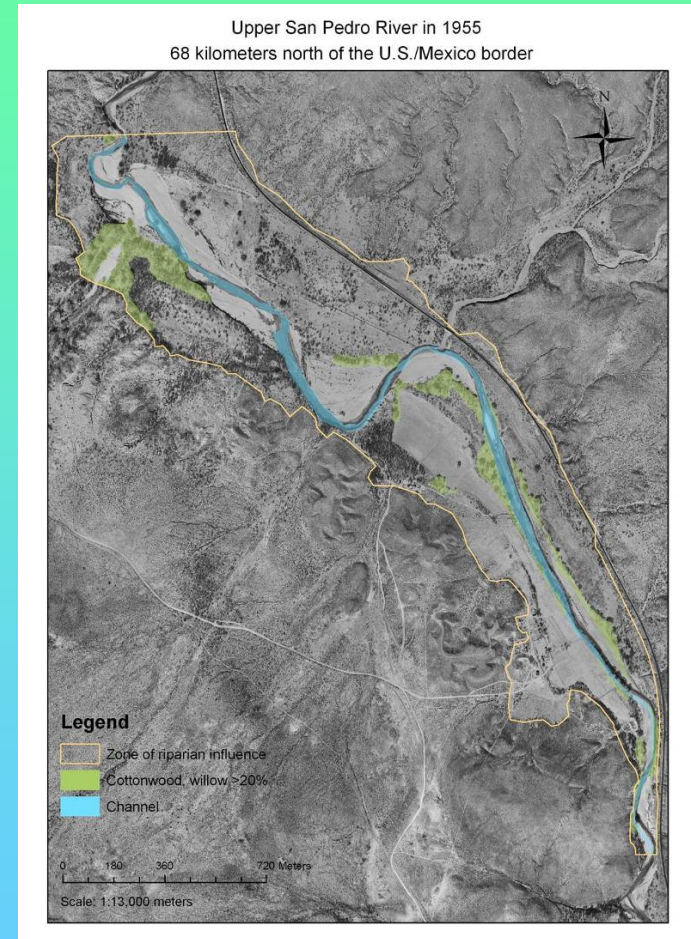 Upper San Pedro River in 1955
68 kilometers north of the U.S./Mexico border
N
Legend
Zone of riparian influence
Cottonwood, willow >20%
Channel
0 180 360 720 Meters
Scale: 1:13,000 meters